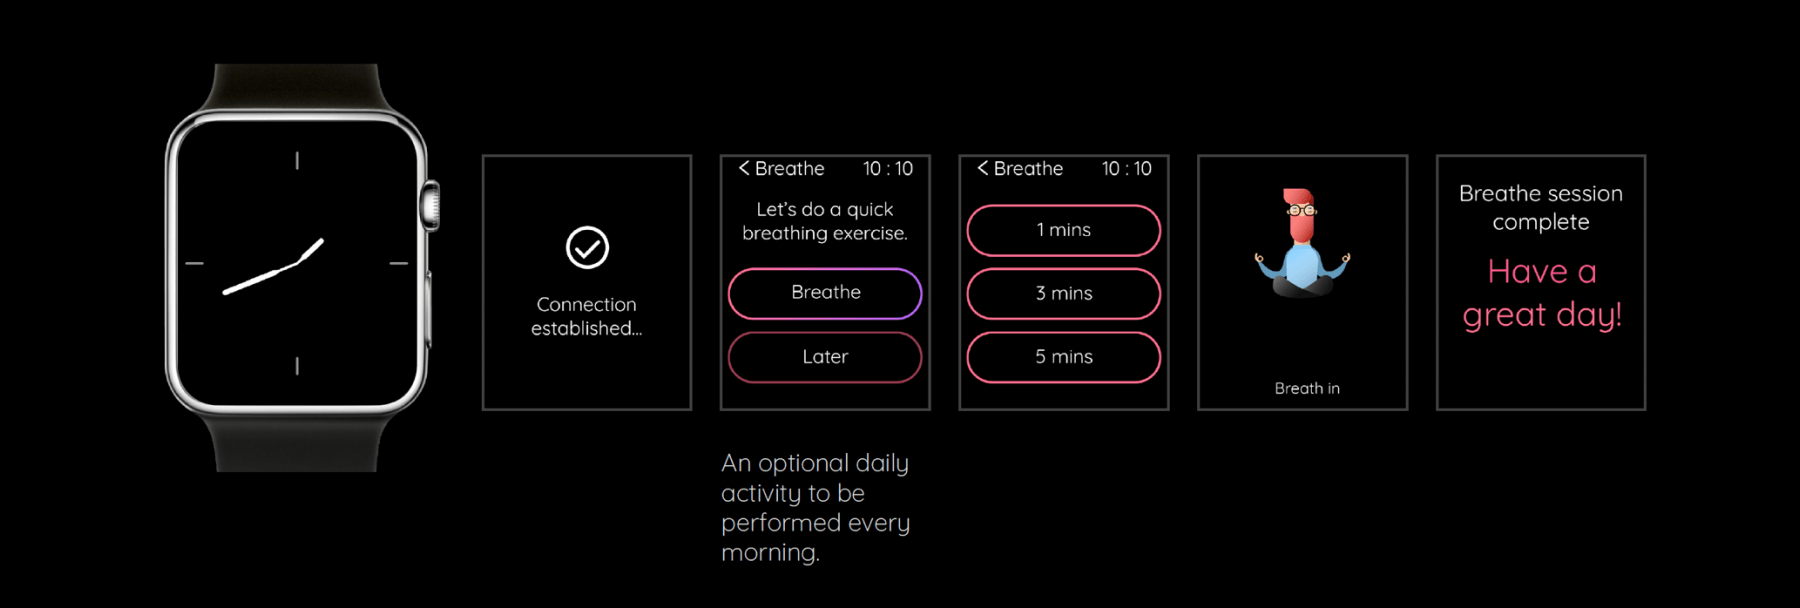 Connection
established...
< Breathe 10 : 10
Let's do a quick
breathing exercise.
Breathe
Later
An optional daily
activity to be
performed every
morning.
< Breathe 10 : 10
1 mins
3 mins
5 mins
Breath in
Breathe session
complete
Have a
great day!